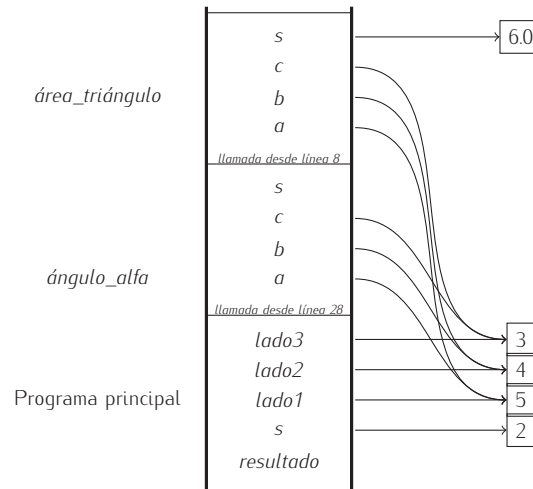 s 6.0
c
área_triángulo b
a
llamada desde línea 8
s
c
b
ángulo_alfa a
llamada desde línea 28
lado3 3
lado2 4
Programa principal lado1 5
s 2
resultado